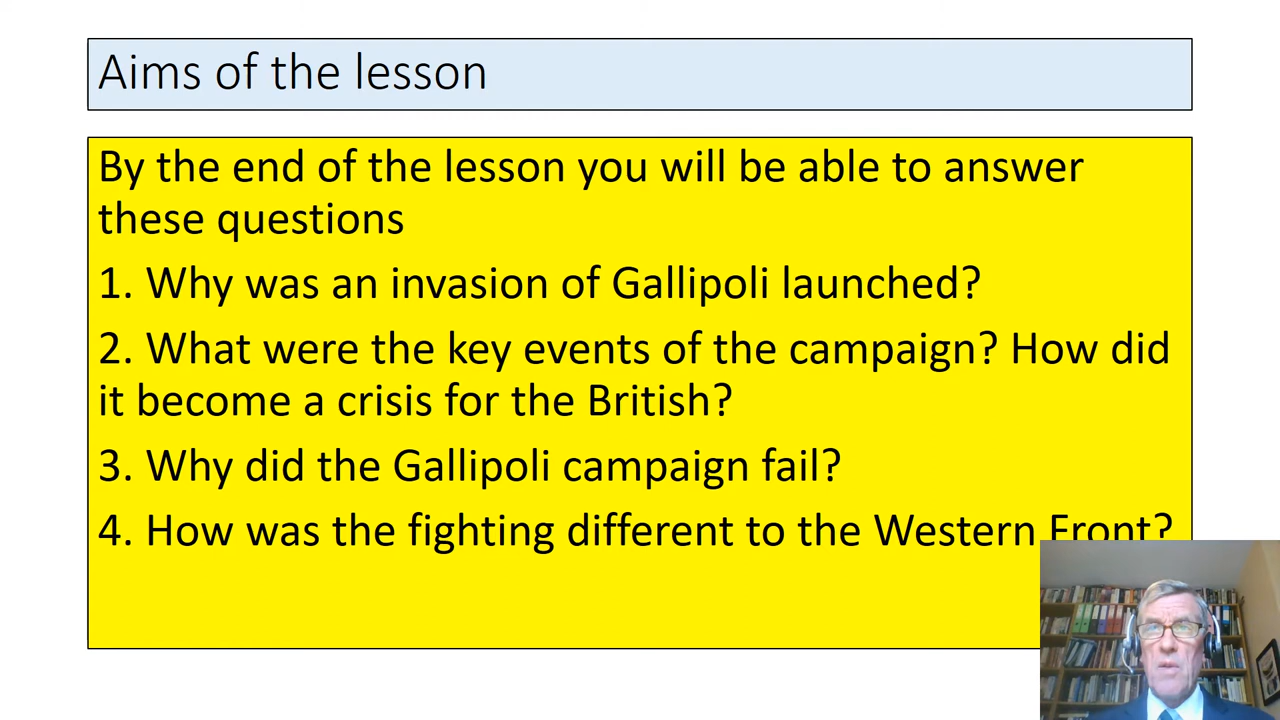 Aims of the lesson
By the end of the lesson you will be able to answer
these questions
1. Why was an invasion of Gallipoli launched?
2. What were the key events of the campaign? How did
it become a crisis for the British?
3. Why did the Gallipoli campaign fail?
4. How was the fighting different to the Western Front?